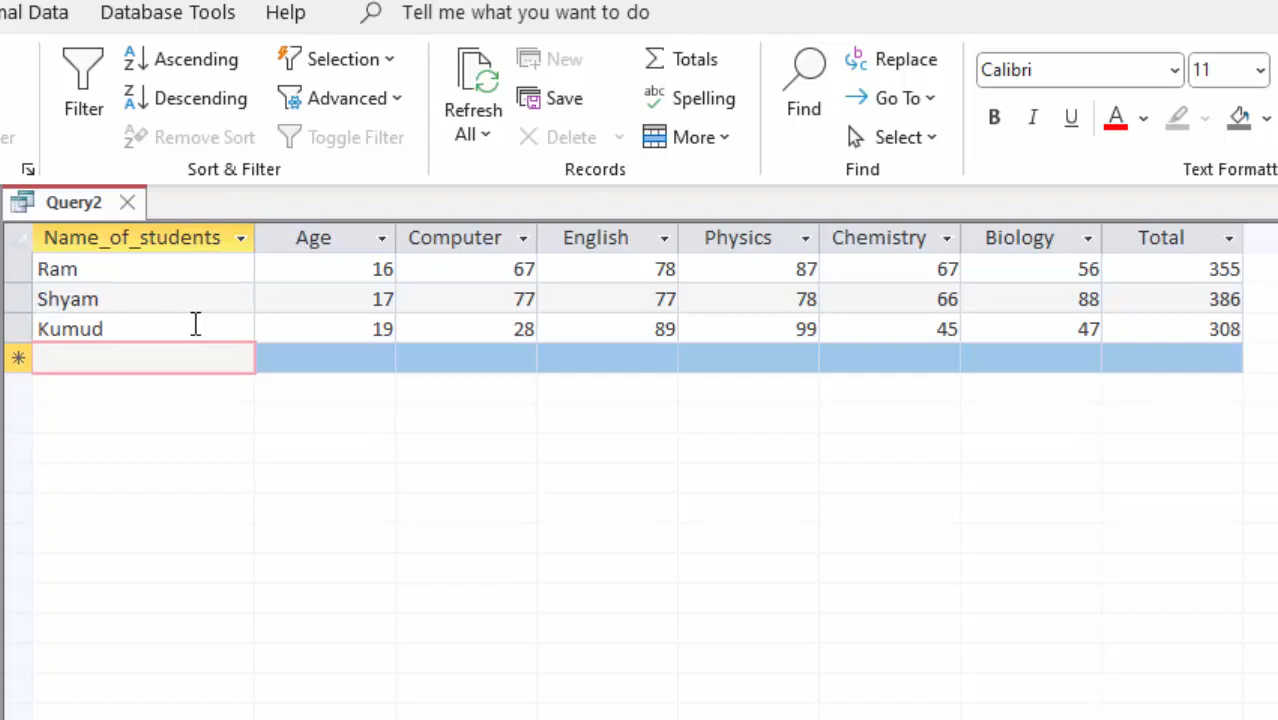 nal Data Database Tools Help Tell me what you want to do
Filter
Ascending
Descending
Remove Sort
Selection
Advanced
Toggle Filter
Sort & Filter
Refresh
All
New
Save
Delete
Totals
Spelling
More
Records
Find
Replace
Go To
Select
Find
Calibri 11
B I U A
Text Formatt
Query2
Name_of_students Age Computer English Physics Chemistry Biology Total
Ram 16 67 78 87 67 56 355
Shyam 17 77 77 78 66 88 386
Kumud 19 28 89 99 45 47 308